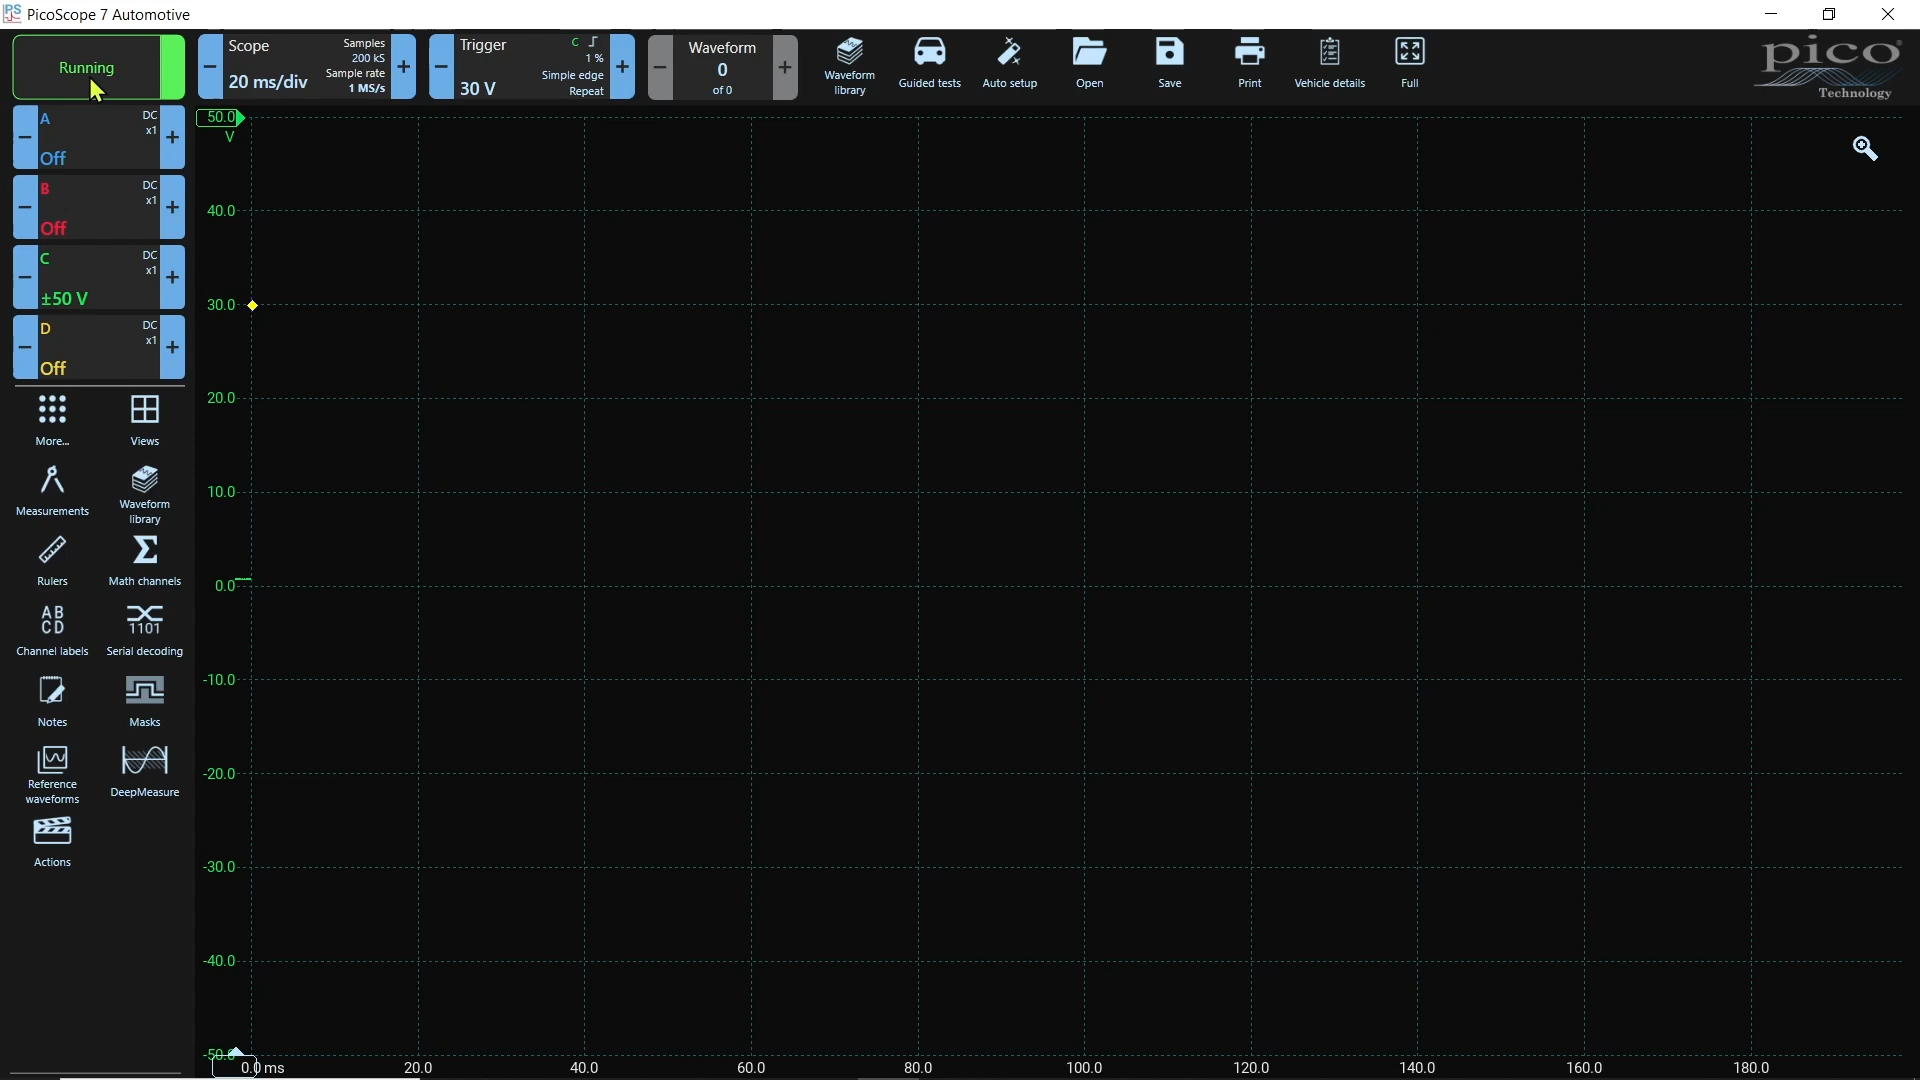 PicoScope 7 Automotive
Running
Scope
20 ms/div
Samples
200 kS
Sample rate
1 MS/s
Trigger
30 V
C
1 %
Simple edge
Repeat
Waveform
0
of 0
Waveform
library
Guided tests
Auto setup
Open
Save
Print
Vehicle details
Full
pico
Technology
A
DC
x1
Off
B
DC
x1
Off
C
DC
x1
±50 V
D
DC
x1
Off
More...
Views
Measurements
Waveform
library
Rulers
Math channels
AB
CD
Channel labels
1101
Serial decoding
Notes
Masks
Reference
waveforms
DeepMeasure
Actions
50.0
V
40.0
30.0
20.0
10.0
0.0
-10.0
-20.0
-30.0
-40.0
-50.0
0.0 ms
20.0
40.0
60.0
80.0
100.0
120.0
140.0
160.0
180.0